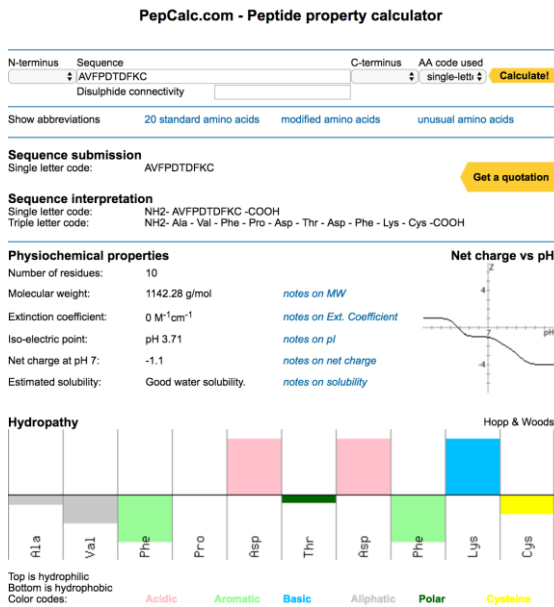 PepCalc.com - Peptide property calculator
N-terminus Sequence C-terminus AA code used
AVFPDTDFKC single-lett Calculate!
Disulphide connectivity
Show abbreviations 20 standard amino acids modified amino acids unusual amino acids
Sequence submission
Single letter code: AVFPDTDFKC
Get a quotation
Sequence interpretation
Single letter code: NH2- AVFPDTDFKC -COOH
Triple letter code: NH2- Ala - Val - Phe - Pro - Asp - Thr - Asp - Phe - Lys - Cys -COOH
Physiochemical properties Net charge vs pH
Number of residues: 10
Molecular weight: 1142.28 g/mol notes on MW
Extinction coefficient: 0 M-1cm-1 notes on Ext. Coefficient
Iso-electric point: pH 3.71 notes on pI
Net charge at pH 7: -1.1 notes on net charge
Estimated solubility: Good water solubility. notes on solubility
Z
4
7
pH
-4
Hydropathy Hopp & Woods
Ala Val Phe Pro Asp Thr Asp Phe Lys Cys
Top is hydrophilic
Bottom is hydrophobic
Color codes: Acidic Aromatic Basic Aliphatic Polar Cysteine